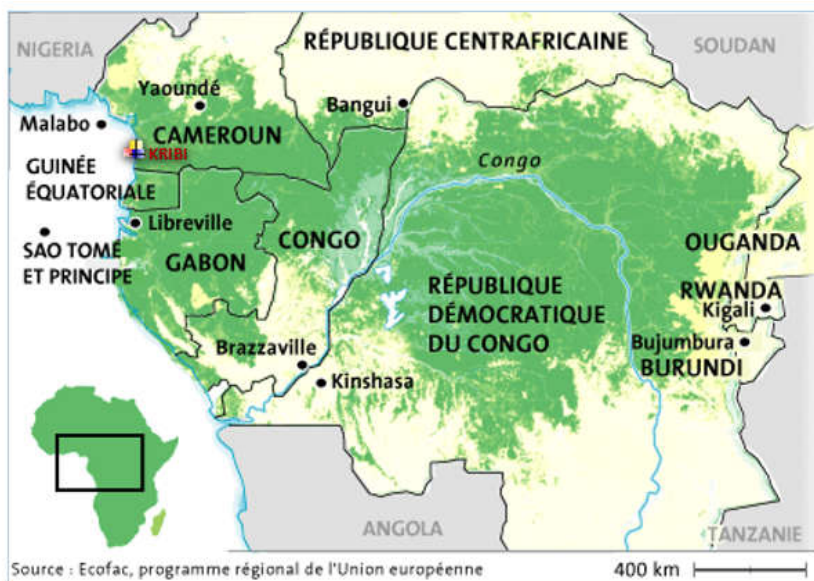 NIGERIA
RÉPUBLIQUE CENTRAFRICAINE
SOUDAN
Yaoundé
Bangui
Malabo
CAMEROUN
KRIBI
Congo
GUINÉE
ÉQUATORIALE
Libreville
SAO TOMÉ
ET PRINCIPE
GABON
CONGO
OUGANDA
RÉPUBLIQUE
DÉMOCRATIQUE
DU CONGO
RWANDA
Kigali
Brazzaville
Bujumbura
BURUNDI
Kinshasa
ANGOLA
TANZANIE
Source : Ecofac, programme régional de l'Union européenne
400 km